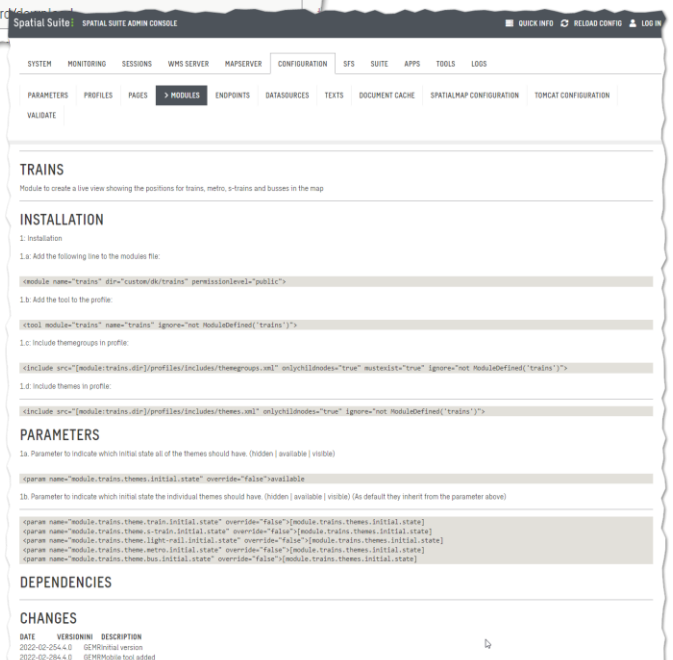 Spatial Suite SPATIAL SUITE ADMIN CONSOLE QUICK INFO RELOAD CONFIG LOG IN
SYSTEM MONITORING SESSIONS WMS SERVER MAPSERVER CONFIGURATION SFS SUITE APPS TOOLS LOGS
PARAMETERS PROFILES PAGES > MODULES ENDPOINTS DATASOURCES TEXTS DOCUMENT CACHE SPATIALMAP CONFIGURATION TOMCAT CONFIGURATION
VALIDATE
TRAINS
Module to create a live view showing the positions for trains, metro, s-trains and busses in the map
INSTALLATION
1: Installation
1.a: Add the following line to the modules file:
<module name="trains" dir="custom/dk/trains" permissionlevel="public">
1.b: Add the tool to the profile:
<tool module="trains" name="trains" ignore="not ModuleDefined('trains')">
1.c: Include themegroups in profile:
<include src="[module:trains.dir]/profiles/includes/themegroups.xml" onlychildnodes="true" mustexist="true" ignore="not ModuleDefined('trains')">
1.d: Include themes in profile:
<include src="[module:trains.dir]/profiles/includes/themes.xml" onlychildnodes="true" ignore="not ModuleDefined('trains')">
PARAMETERS
1a. Parameter to indicate which initial state all of the themes should have. (hidden | available | visible)
<param name="module.trains.themes.initial.state" override="false">available
1b. Parameter to indicate which initial state the individual themes should have. (hidden | available | visible) (As default they inherit from the parameter above)
<param name="module.trains.theme.train.initial.state" override="false">[module.trains.themes.initial.state]
<param name="module.trains.theme.s-train.initial.state" override="false">[module.trains.themes.initial.state]
<param name="module.trains.theme.light-rail.initial.state" override="false">[module.trains.themes.initial.state]
<param name="module.trains.theme.metro.initial.state" override="false">[module.trains.themes.initial.state]
<param name="module.trains.theme.bus.initial.state" override="false">[module.trains.themes.initial.state]
DEPENDENCIES
CHANGES
DATE VERSIONINI DESCRIPTION
2022-02-254.4.0 GEMRInitial version
2022-02-284.4.0 GEMRMobile tool added